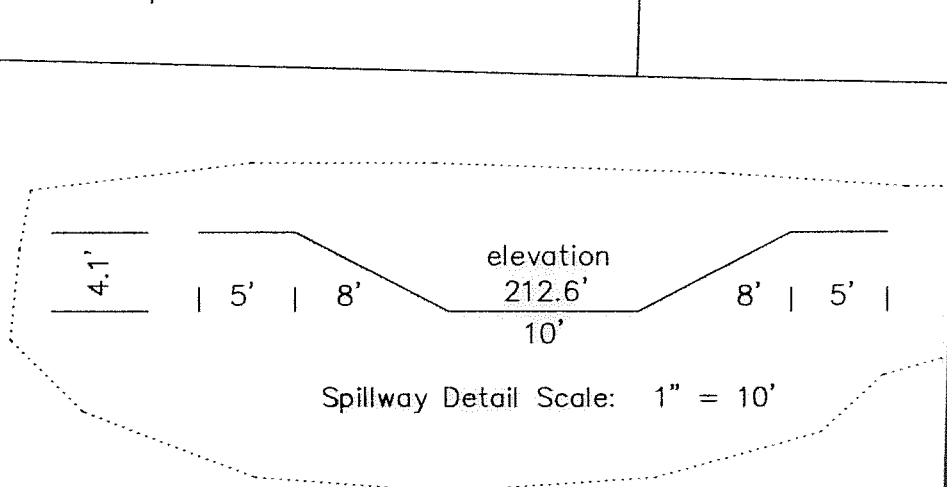 elevation
4.1'
| 5' | 8' 212.6' 8' | 5' |
10'
Spillway Detail Scale: 1" = 10'